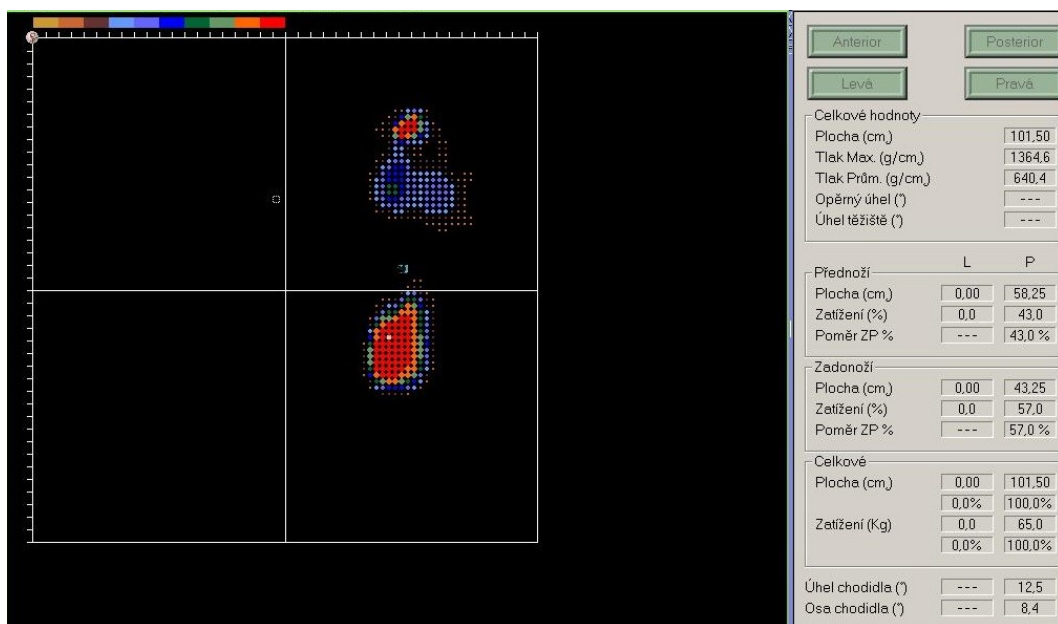 Anterior Posterior
Levá Pravá
Celkové hodnoty
Plocha (cm,) 101,50
Tlak Max. (g/cm,) 1364,6
Tlak Prům. (g/cm,) 640,4
Opěrný úhel (°) ---
Úhel těžiště (°) ---
L P
Přednoží
Plocha (cm,) 0,00 58,25
Zatížení (%) 0,0 43,0
Poměr ZP % --- 43,0 %
Zadonoží
Plocha (cm,) 0,00 43,25
Zatížení (%) 0,0 57,0
Poměr ZP % --- 57,0 %
Celkové
Plocha (cm,) 0,00 101,50
0,0% 100,0%
Zatížení (Kg) 0,0 65,0
0,0% 100,0%
Úhel chodidla (°) --- 12,5
Osa chodidla (°) --- 8,4